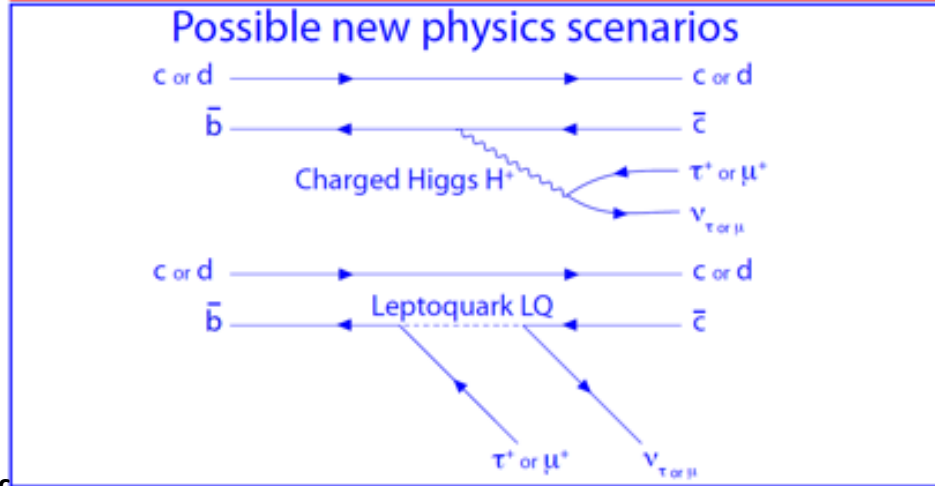 Possible new physics scenarios
c or d c or d
b̅ c̅
Charged Higgs H⁺ τ⁺ or μ⁺
ν τ or μ
c or d c or d
Leptoquark LQ
b̅ c̅
τ⁺ or μ⁺ ν τ or μ